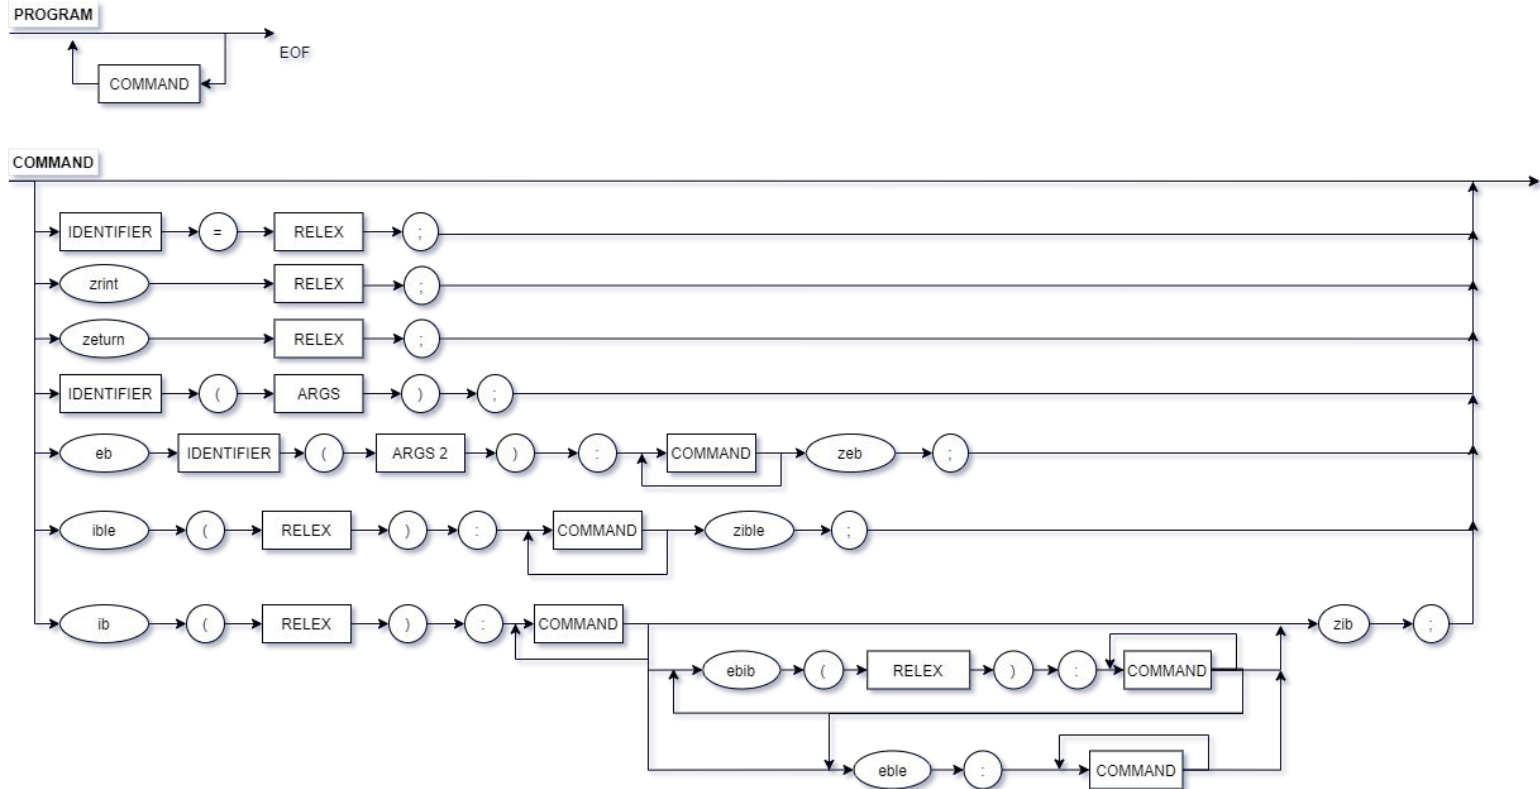 PROGRAM
EOF
COMMAND
COMMAND
IDENTIFIER = RELEX ;
zrint RELEX ;
zeturn RELEX ;
IDENTIFIER ( ARGS ) ;
eb IDENTIFIER ( ARGS 2 ) : COMMAND zeb ;
ible ( RELEX ) : COMMAND zible ;
ib ( RELEX ) : COMMAND zib ;
ebib ( RELEX ) : COMMAND
eble : COMMAND